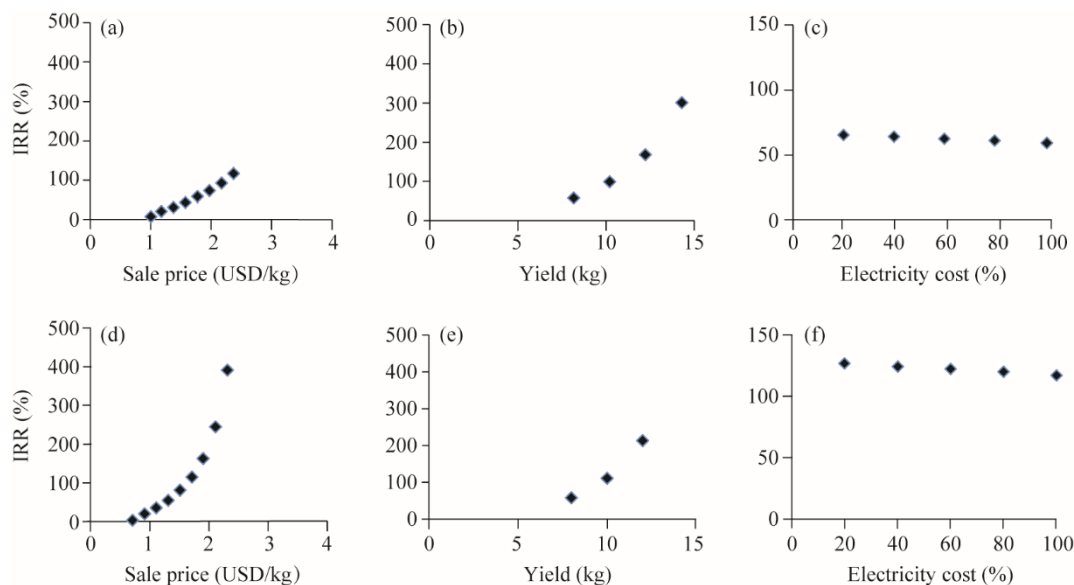 (a)
500
400
300
200
100
0
IRR (%)
0 1 2 3 4
Sale price (USD/kg)
(b)
500
400
300
200
100
0
0 5 10 15
Yield (kg)
(c)
150
100
50
0
0 20 40 60 80 100
Electricity cost (%)
(d)
500
400
300
200
100
0
IRR (%)
0 1 2 3 4
Sale price (USD/kg)
(e)
500
400
300
200
100
0
0 5 10 15
Yield (kg)
(f)
150
100
50
0
0 20 40 60 80 100
Electricity cost (%)